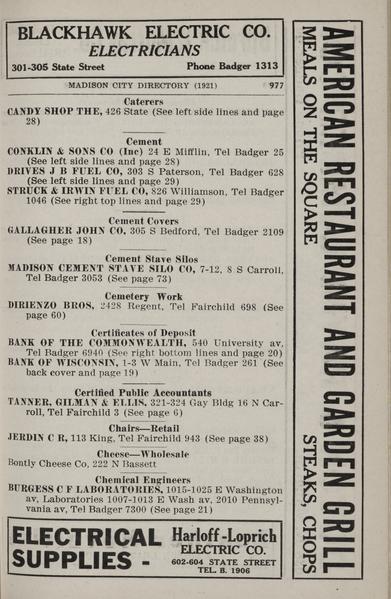 BLACKHAWK ELECTRIC CO.
ELECTRICIANS
301-305 State Street Phone Badger 1313
MADISON CITY DIRECTORY (1921) 977
Caterers
CANDY SHOP THE, 426 State (See left side lines and page
28)
Cement
CONKLIN & SONS CO (Inc) 24 E Mifflin, Tel Badger 25
(See left side lines and page 28)
DRIVES J B FUEL CO, 303 S Paterson, Tel Badger 628
(See left side lines and page 29)
STRUCK & IRWIN FUEL CO, 826 Williamson, Tel Badger
1046 (See right top lines and page 29)
Cement Covers
GALLAGHER JOHN CO, 305 S Bedford, Tel Badger 2109
(See page 18)
Cement Stave Silos
MADISON CEMENT STAVE SILO CO, 7-12, 8 S Carroll,
Tel Badger 3053 (See page 73)
Cemetery Work
DIRIENZO BROS, 2428 Regent, Tel Fairchild 698 (See
page 60)
Certificates of Deposit
BANK OF THE COMMONWEALTH, 540 University av,
Tel Badger 6940 (See right bottom lines and page 20)
BANK OF WISCONSIN, 1-3 W Main, Tel Badger 261 (See
back cover and page 19)
Certified Public Accountants
TANNER, GILMAN & ELLIS, 321-324 Gay Bldg 16 N Car-
roll, Tel Fairchild 3 (See page 6)
Chairs—Retail
JERDIN C R, 113 King, Tel Fairchild 943 (See page 38)
Cheese—Wholesale
Bontly Cheese Co, 222 N Bassett
Chemical Engineers
BURGESS C F LABORATORIES, 1015-1025 E Washington
av, Laboratories 1007-1013 E Wash av, 2010 Pennsyl-
vania av, Tel Badger 7300 (See page 21)
ELECTRICAL
SUPPLIES -
Harloff-Loprich
ELECTRIC CO.
602-604 STATE STREET
TEL. B. 1906
AMERICAN RESTAURANT AND GARDEN GRILL
MEALS ON THE SQUARE STEAKS, CHOPS